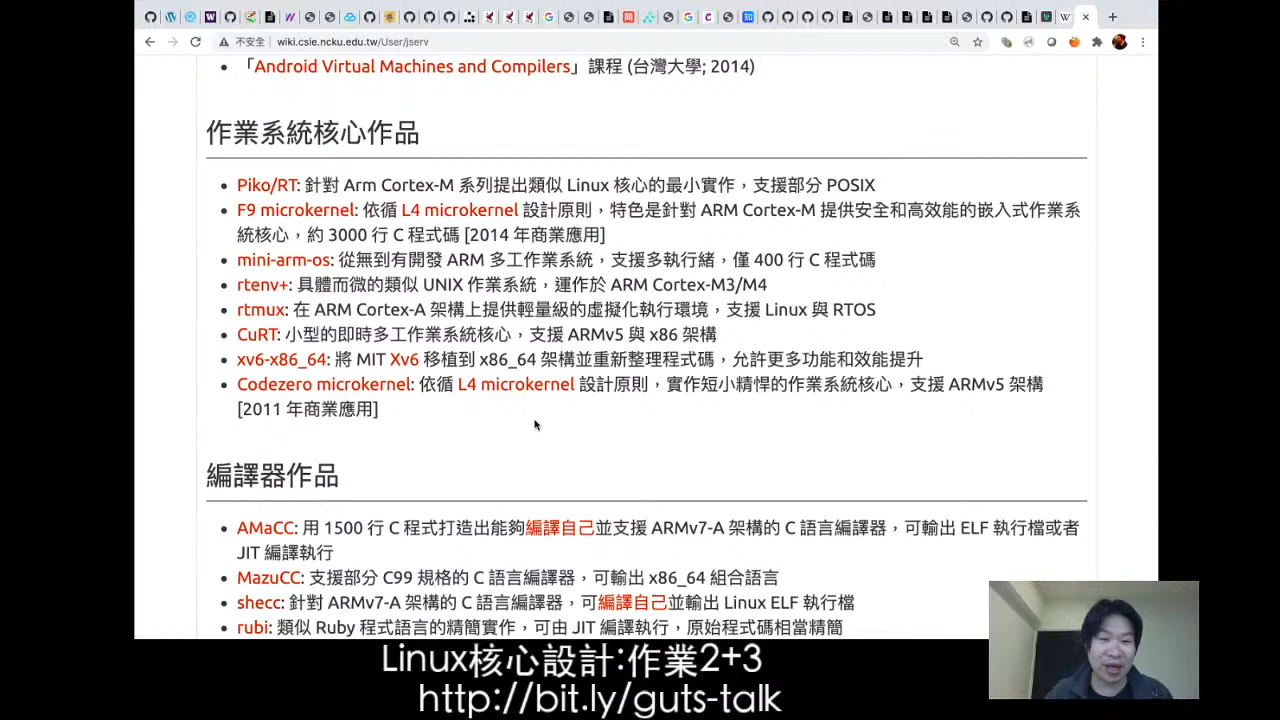 不安全 wiki.csie.ncku.edu.tw/User/jserv
「Android Virtual Machines and Compilers」課程 (台灣大學; 2014)
作業系統核心作品
Piko/RT: 針對 Arm Cortex-M 系列提出類似 Linux 核心的最小實作，支援部分 POSIX
F9 microkernel: 依循 L4 microkernel 設計原則，特色是針對 ARM Cortex-M 提供安全和高效能的嵌入式作業系
統核心，約 3000 行 C 程式碼 [2014 年商業應用]
mini-arm-os: 從無到有開發 ARM 多工作業系統，支援多執行緒，僅 400 行 C 程式碼
rtenv+: 具體而微的類似 UNIX 作業系統，運作於 ARM Cortex-M3/M4
rtmux: 在 ARM Cortex-A 架構上提供輕量級的虛擬化執行環境，支援 Linux 與 RTOS
CuRT: 小型的即時多工作業系統核心，支援 ARMv5 與 x86 架構
xv6-x86_64: 將 MIT Xv6 移植到 x86_64 架構並重新整理程式碼，允許更多功能和效能提升
Codezero microkernel: 依循 L4 microkernel 設計原則，實作短小精悍的作業系統核心，支援 ARMv5 架構
[2011 年商業應用]
編譯器作品
AMaCC: 用 1500 行 C 程式打造出能夠編譯自己並支援 ARMv7-A 架構的 C 語言編譯器，可輸出 ELF 執行檔或者
JIT 編譯執行
MazuCC: 支援部分 C99 規格的 C 語言編譯器，可輸出 x86_64 組合語言
shecc: 針對 ARMv7-A 架構的 C 語言編譯器，可編譯自己並輸出 Linux ELF 執行檔
rubi: 類似 Ruby 程式語言的精簡實作，可由 JIT 編譯執行，原始程式碼相當精簡
Linux核心設計:作業2+3
http://bit.ly/guts-talk